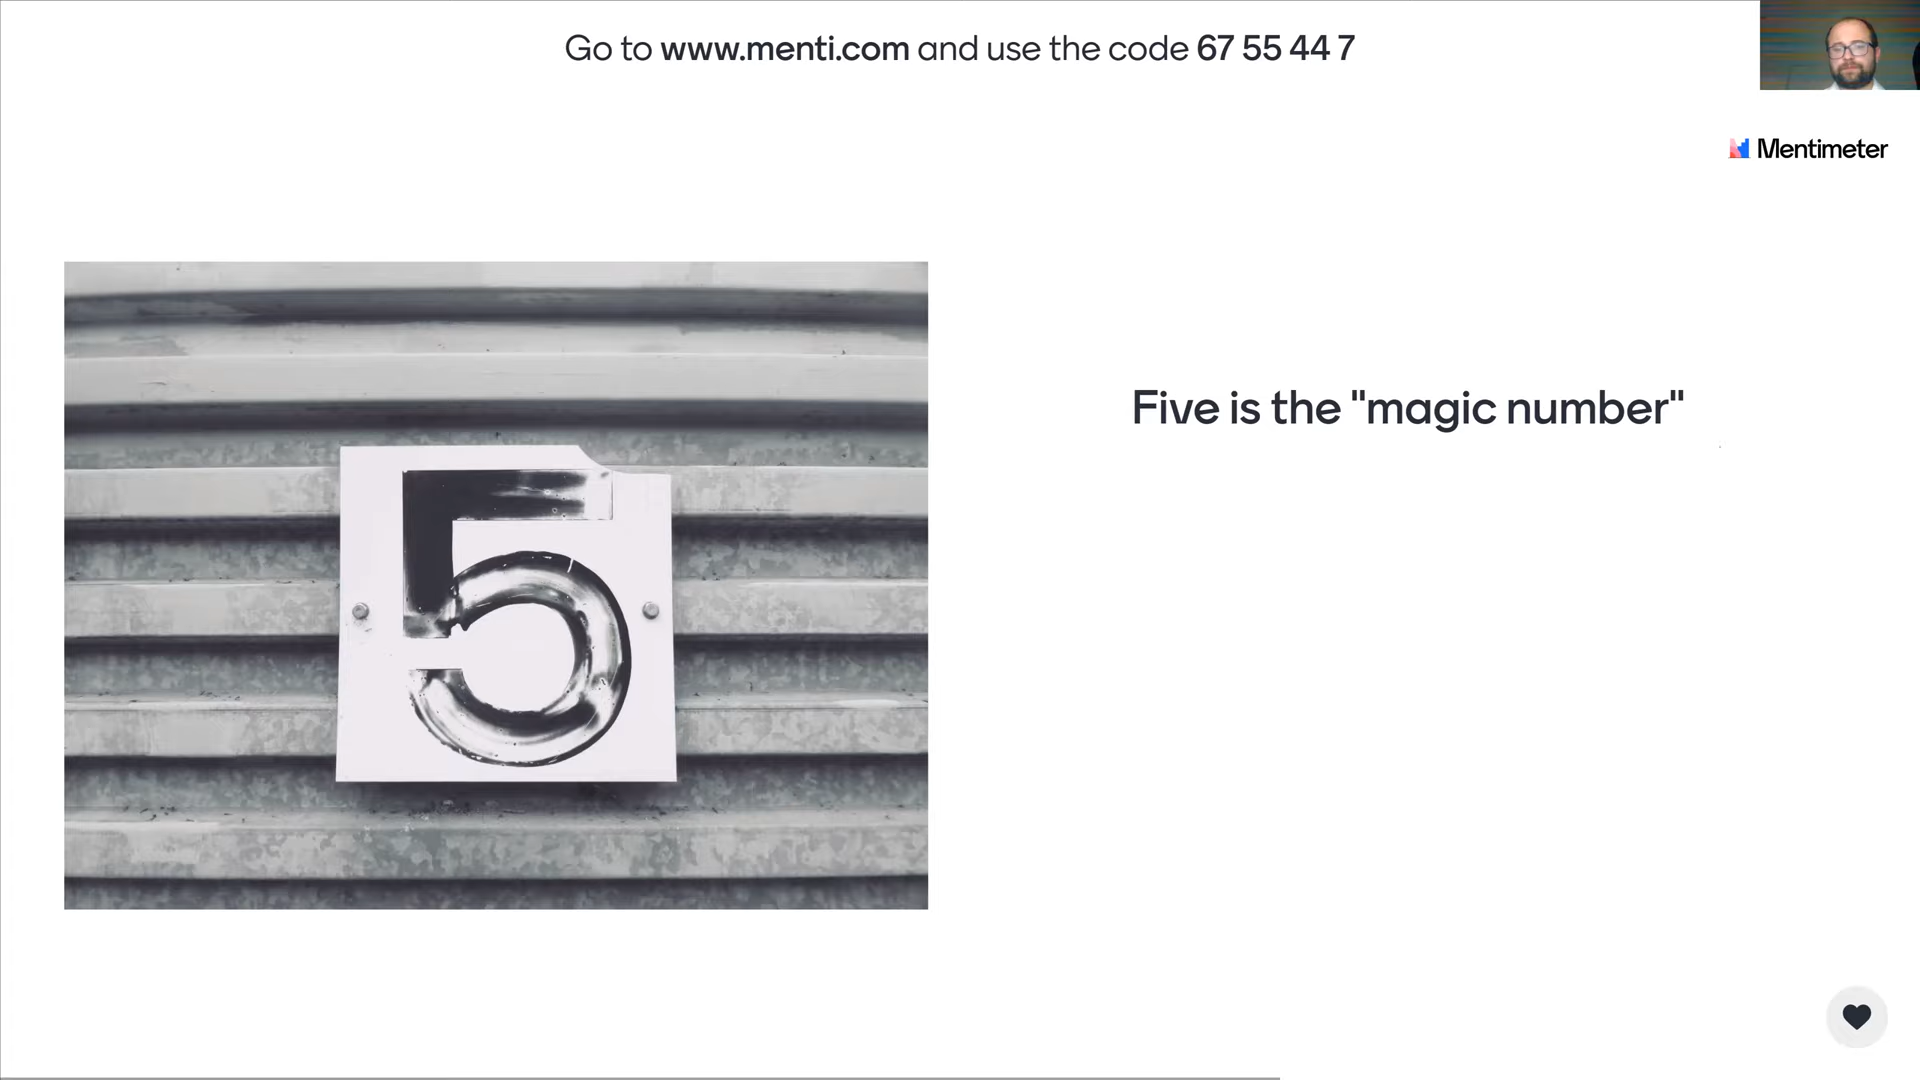 Go to www.menti.com and use the code 67 55 44 7
Mentimeter
Five is the "magic number"
5